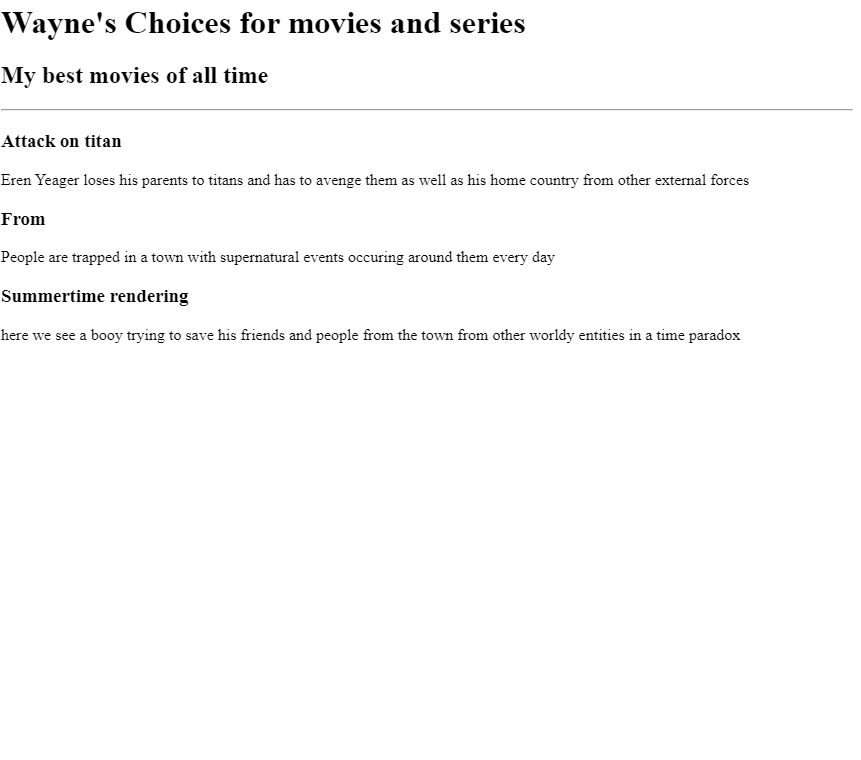 Wayne's Choices for movies and series
My best movies of all time
Attack on titan
Eren Yeager loses his parents to titans and has to avenge them as well as his home country from other external forces
From
People are trapped in a town with supernatural events occuring around them every day
Summertime rendering
here we see a booy trying to save his friends and people from the town from other worldy entities in a time paradox